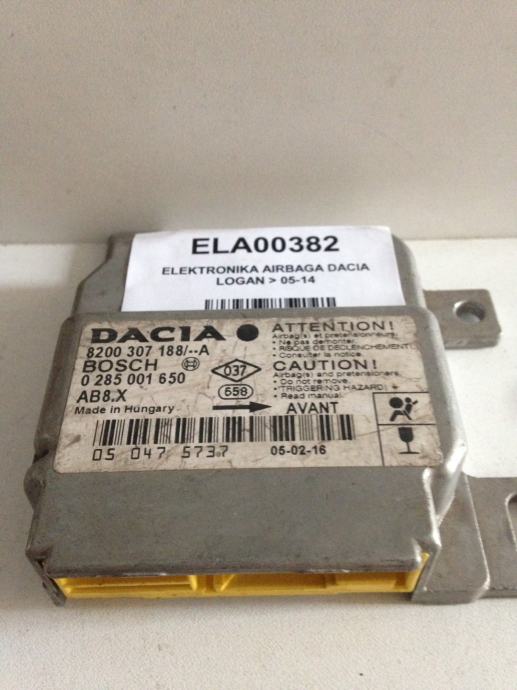 ELA00382
ELEKTRONIKA AIRBAGA DACIA
LOGAN > 05-14
DACIA
8200 307 188/--A
BOSCH
0 285 001 650
AB8.X
Made in Hungary
037
558
ATTENTION!
Airbag(s) et pretensionneurs.
• Ne pas demonter.
• RISQUE DE DECLENCHEMENT!
• Consulter la notice.
CAUTION!
Airbag(s) and pretensioners.
• Do not remove.
• TRIGGERING HAZARD!
• Read manual.
AVANT
05 047 5737
05-02-16